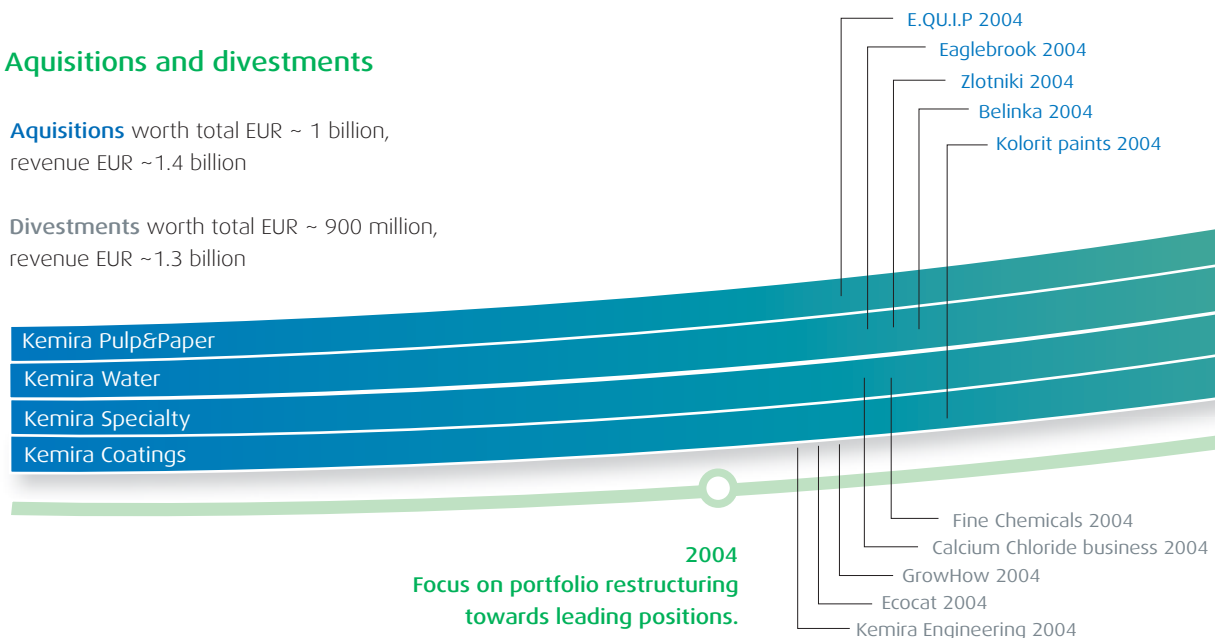 Aquisitions and divestments
Aquisitions worth total EUR ~ 1 billion,
revenue EUR ~1.4 billion
Divestments worth total EUR ~ 900 million,
revenue EUR ~1.3 billion
E.QU.I.P 2004
Eaglebrook 2004
Zlotniki 2004
Belinka 2004
Kolorit paints 2004
Kemira Pulp&Paper
Kemira Water
Kemira Specialty
Kemira Coatings
2004
Focus on portfolio restructuring
towards leading positions.
Fine Chemicals 2004
Calcium Chloride business 2004
GrowHow 2004
Ecocat 2004
Kemira Engineering 2004